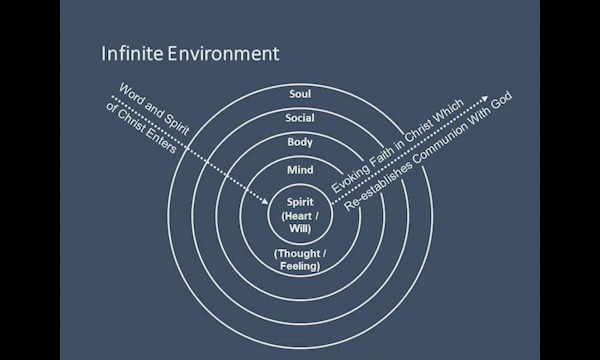 Infinite Environment
Word and Spirit
of Christ Enters
Soul
Social
Body
Mind
Spirit
(Heart /
Will)
(Thought /
Feeling)
Evoking Faith in Christ Which
Re-establishes Communion With God